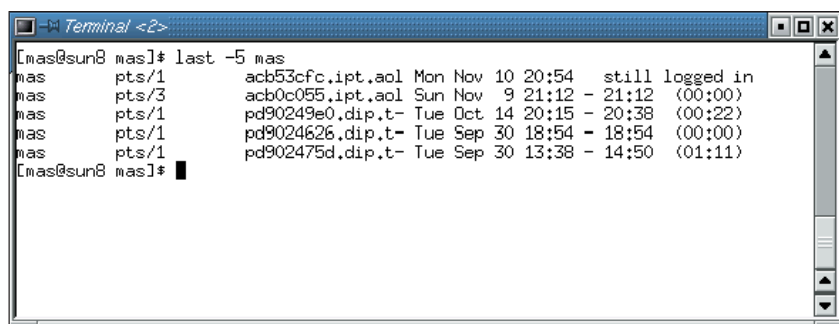 Terminal <2>
[mas@sun8 mas]$ last -5 mas
mas pts/1 acb53cfc.ipt.aol Mon Nov 10 20:54 still logged in
mas pts/3 acb0c055.ipt.aol Sun Nov 9 21:12 - 21:12 (00:00)
mas pts/1 pd90249e0.dip.t- Tue Oct 14 20:15 - 20:38 (00:22)
mas pts/1 pd9024626.dip.t- Tue Sep 30 18:54 - 18:54 (00:00)
mas pts/1 pd902475d.dip.t- Tue Sep 30 13:38 - 14:50 (01:11)
[mas@sun8 mas]$